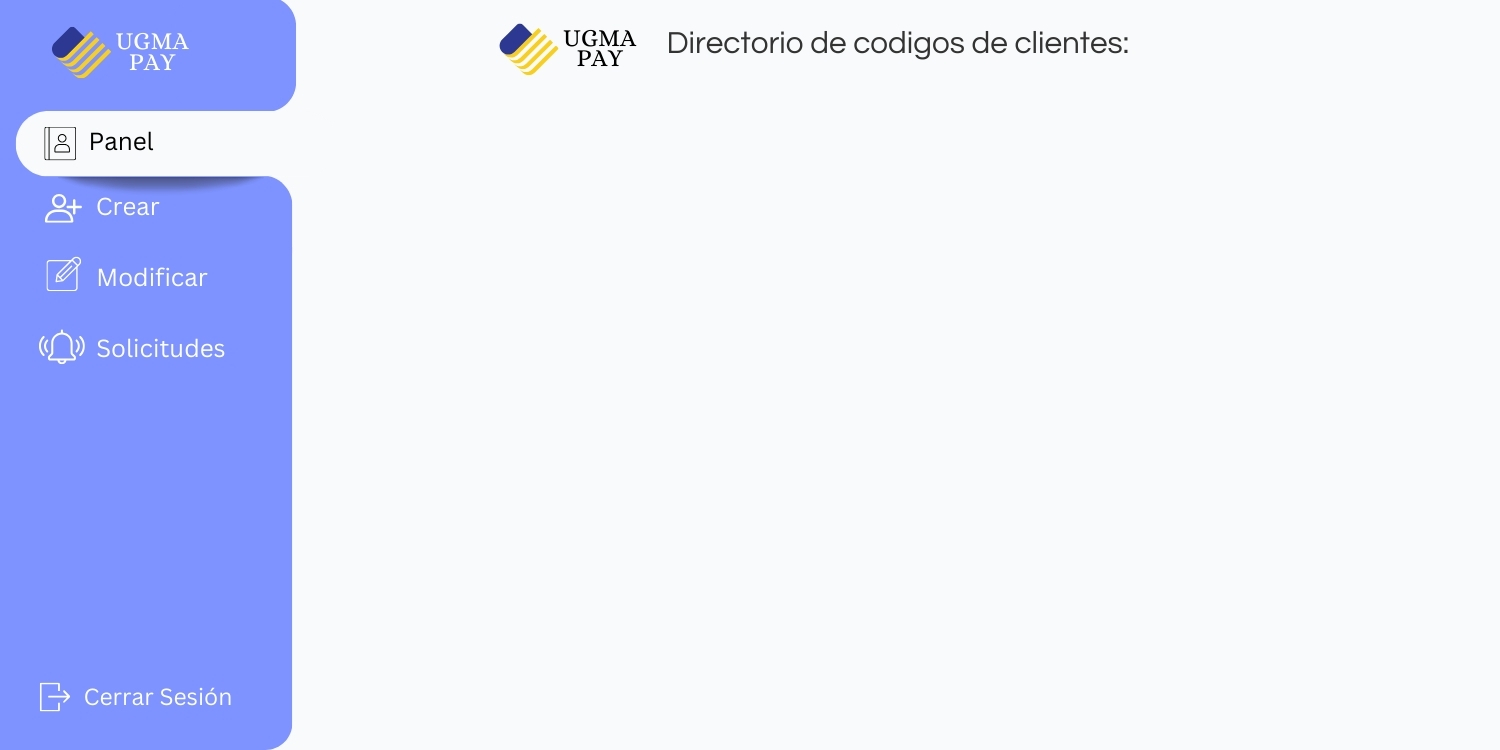 UGMA
PAY
Panel
Crear
Modificar
Solicitudes
Cerrar Sesión
UGMA
PAY
Directorio de codigos de clientes: